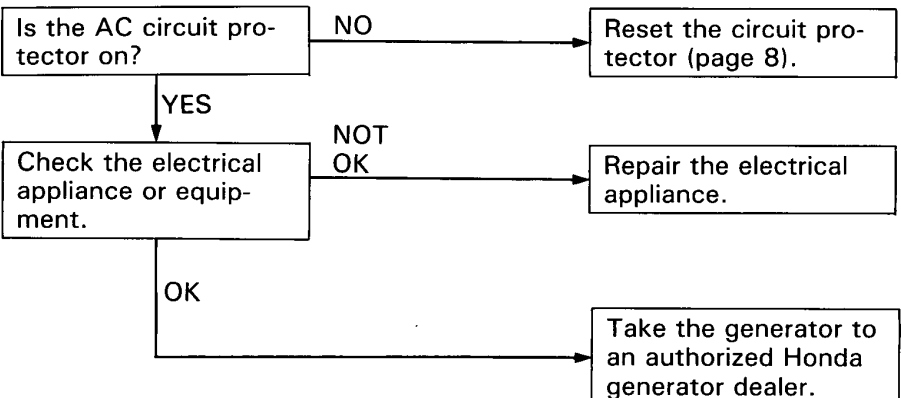 Is the AC circuit pro-
tector on?
NO
Reset the circuit pro-
tector (page 8).
YES
Check the electrical
appliance or equip-
ment.
NOT
OK
Repair the electrical
appliance.
OK
Take the generator to
an authorized Honda
generator dealer.